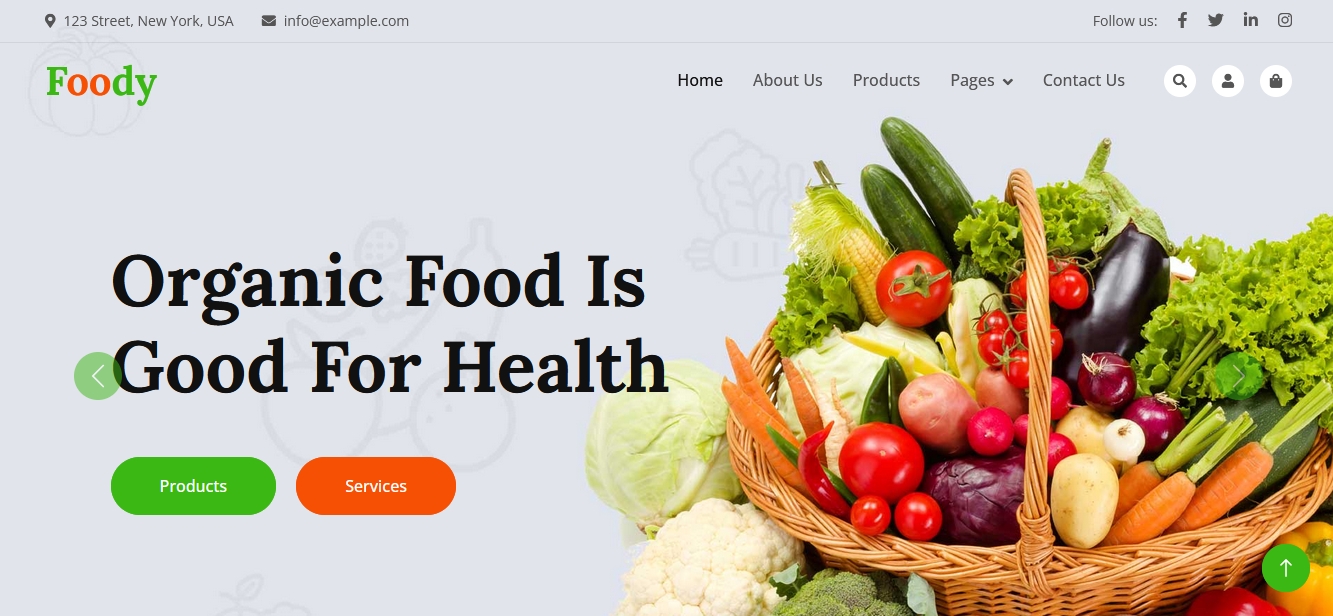 123 Street, New York, USA
info@example.com
Follow us:
Foody
Home
About Us
Products
Pages
Contact Us
Organic Food Is
Good For Health
Products
Services